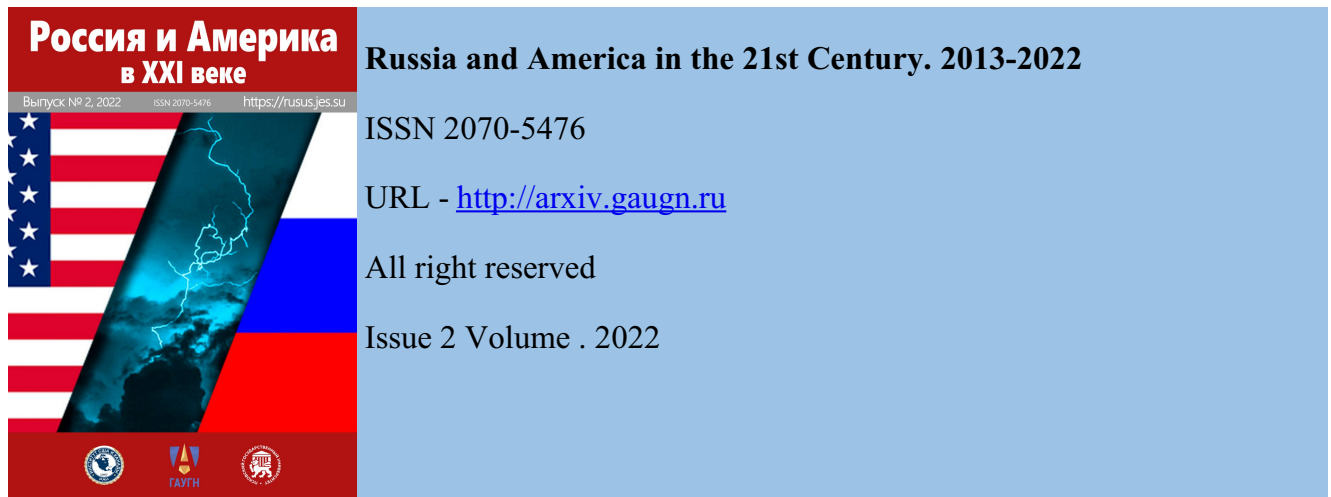 Россия и Америка
в XXI веке
Выпуск № 2, 2022 ISSN 2070-5476 https://rusus.jes.su
ГАУГН
Russia and America in the 21st Century. 2013-2022
ISSN 2070-5476
URL - http://arxiv.gaugn.ru
All right reserved
Issue 2 Volume . 2022